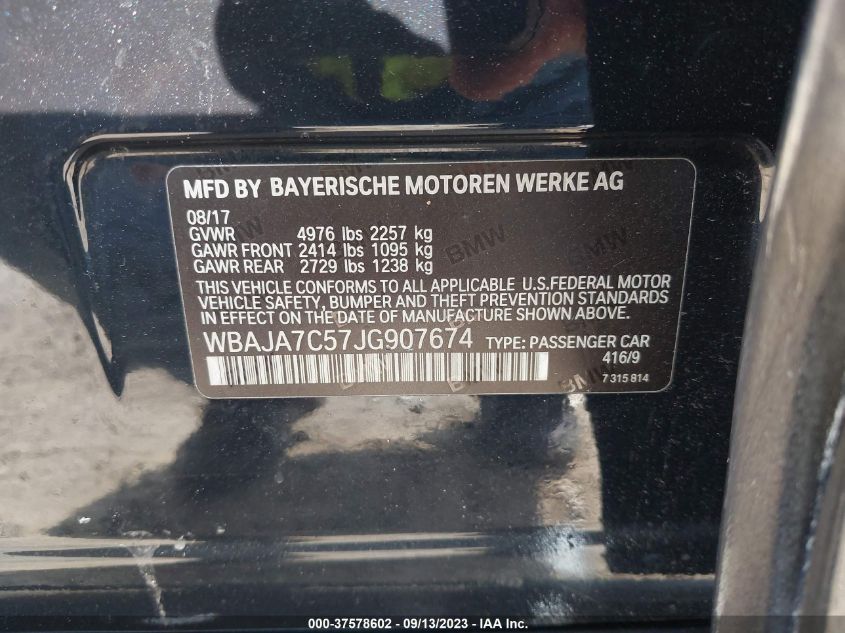 MFD BY BAYERISCHE MOTOREN WERKE AG
08/17
GVWR 4976 lbs 2257 kg
GAWR FRONT 2414 lbs 1095 kg
GAWR REAR 2729 lbs 1238 kg
THIS VEHICLE CONFORMS TO ALL APPLICABLE U.S.FEDERAL MOTOR
VEHICLE SAFETY, BUMPER AND THEFT PREVENTION STANDARDS
IN EFFECT ON THE DATE OF MANUFACTURE SHOWN ABOVE.
WBAJA7C57JG907674 TYPE: PASSENGER CAR
416/9
7 315 814
000-37578602 - 09/13/2023 - IAAI.COM